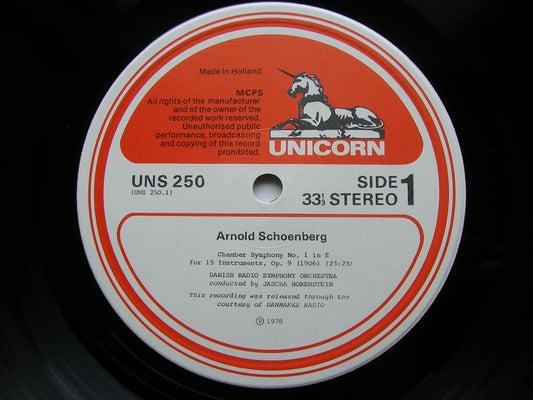 Made in Holland
MCPS
All rights of the manufacturer
and of the owner of the
recorded work reserved.
Unauthorised public
performance, broadcasting
and copying of this record
prohibited.
UNICORN
UNS 250
(UNS 250.1)
SIDE 1
33⅓ STEREO
Arnold Schoenberg
Chamber Symphony No. 1 in E
for 15 Instruments, Op. 9 (1906) (25:25)
DANISH RADIO SYMPHONY ORCHESTRA
conducted by JASCHA HORENSTEIN
This recording was released through the
courtesy of DANMARKS RADIO
℗ 1978